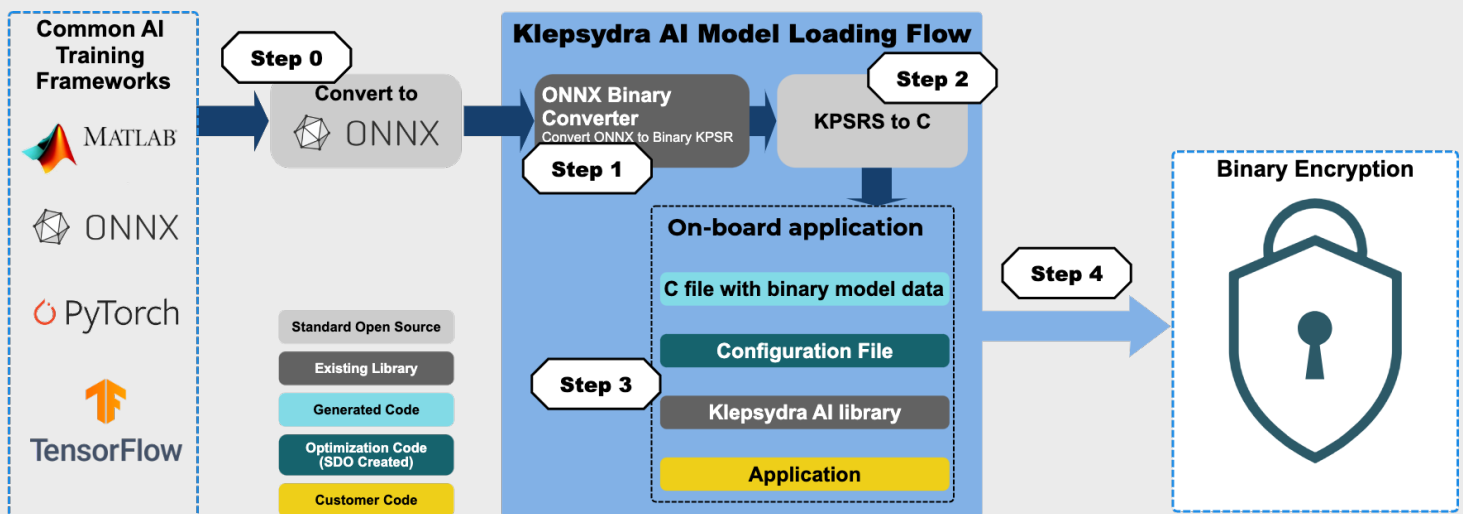 Common AI
Training
Frameworks
MATLAB
ONNX
PyTorch
TensorFlow
Step 0
Convert to
ONNX
Standard Open Source
Existing Library
Generated Code
Optimization Code
(SDO Created)
Customer Code
Klepsydra AI Model Loading Flow
ONNX Binary
Converter
Convert ONNX to Binary KPSR
Step 1
Step 2
KPSRS to C
On-board application
C file with binary model data
Configuration File
Step 3
Klepsydra AI library
Application
Step 4
Binary Encryption